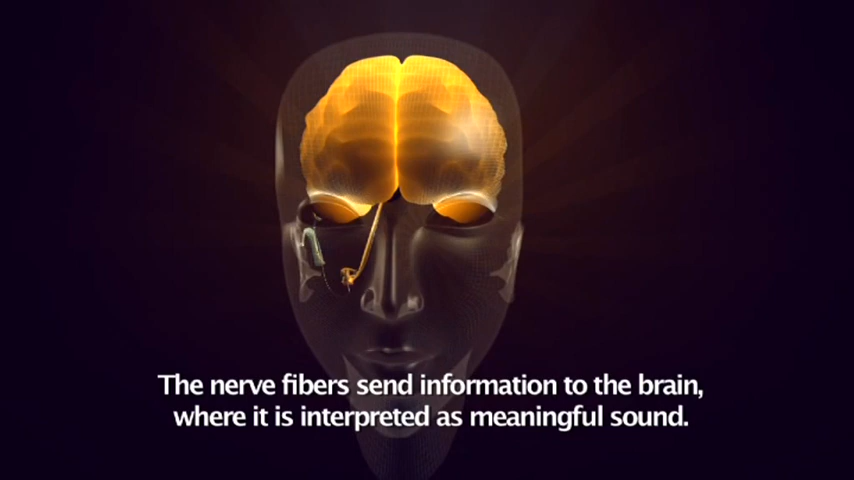 The nerve fibers send information to the brain,
where it is interpreted as meaningful sound.